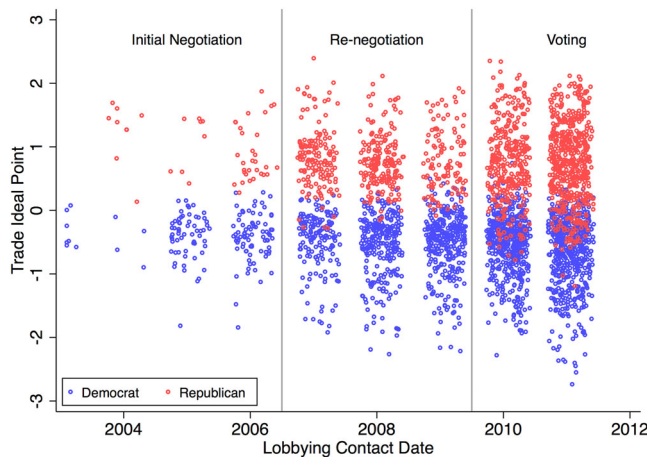 Initial Negotiation Re-negotiation Voting
3
2
1
0
-1
-2
-3
Trade Ideal Point
Democrat Republican
2004 2006 2008 2010 2012
Lobbying Contact Date